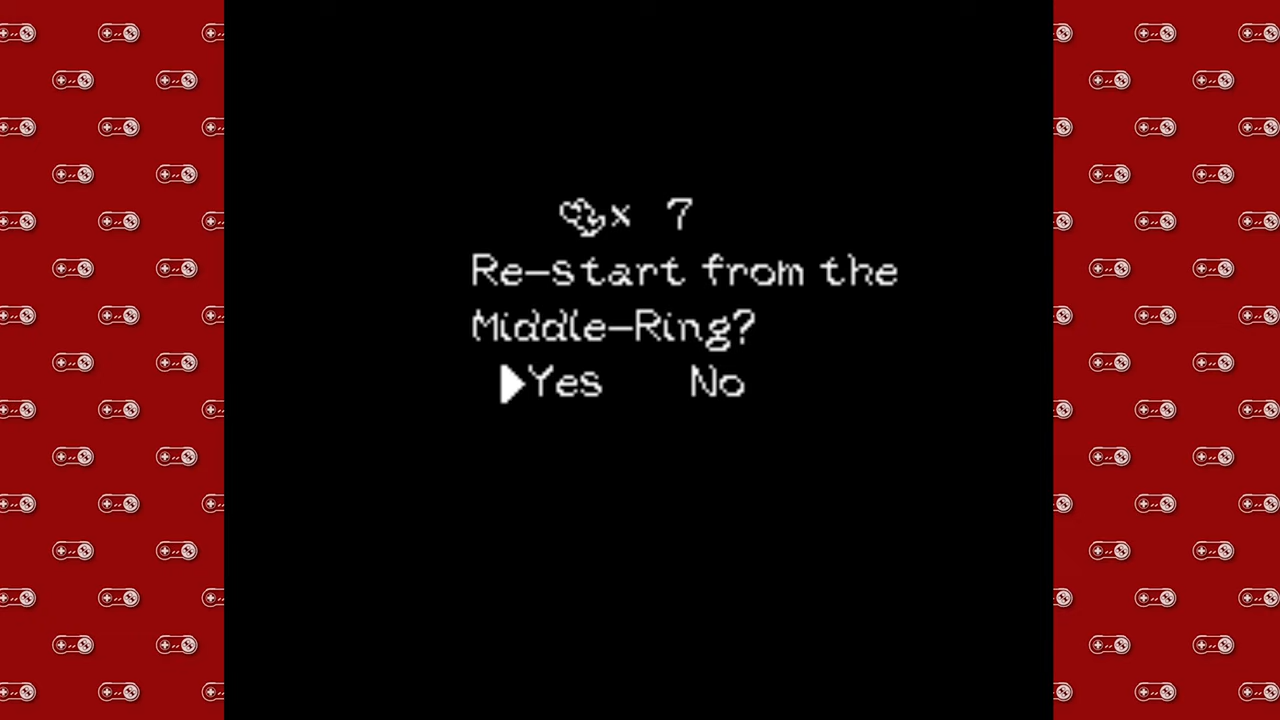 x 7
Re-start from the
Middle-Ring?
Yes No